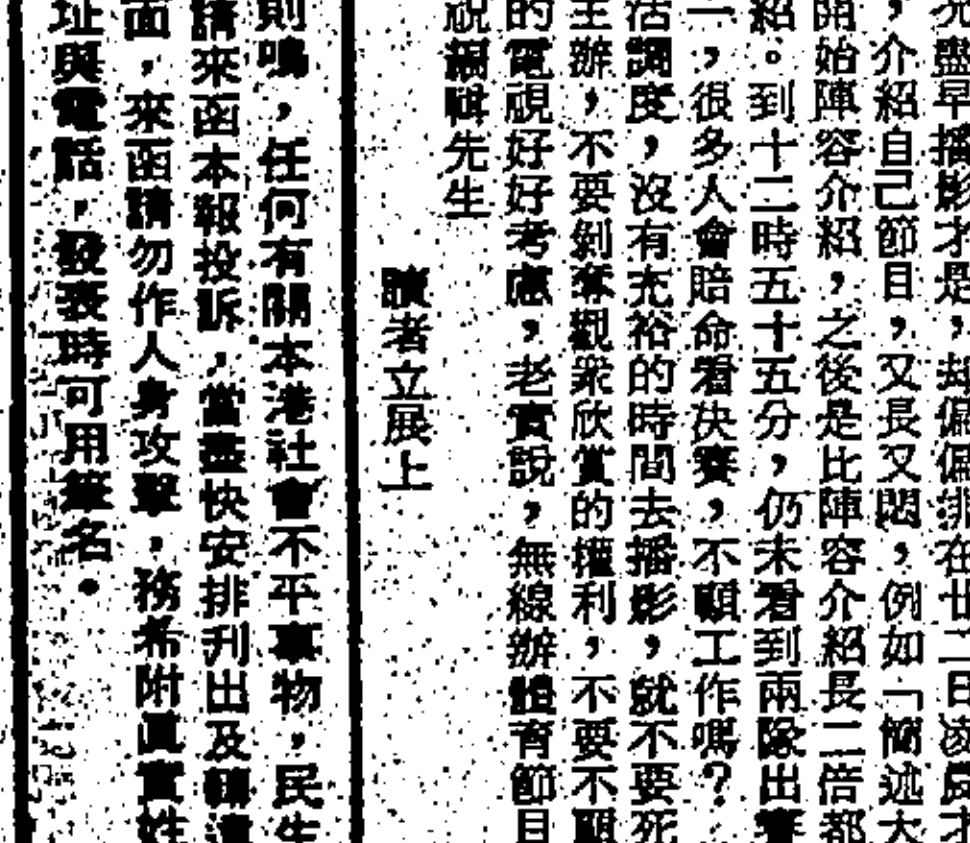 盡早播影才是，却偏偏排在廿二日凌晨才
，介紹自己節目，又長又悶，例如「簡述大
開始陣容介紹，之後是比陣容介紹長二倍都
紹。到十二時五十五分，仍未看到兩隊出賽
一，很多人會賠命看決賽，不顧工作嗎？
活調度，沒有充裕的時間去播影，就不要死
主辦，不要剝奪觀衆欣賞的權利，不要不顧
的電視好好考慮，老實說，無線辦體育節目
視編輯先生
讀者立展上
則鳴，任何有關本港社會不平事物，民生
請來函本報投訴，當盡快安排刊出及轉達
面，來函請勿作人身攻擊，務希附眞實姓
址與電話，發表時可用筆名。